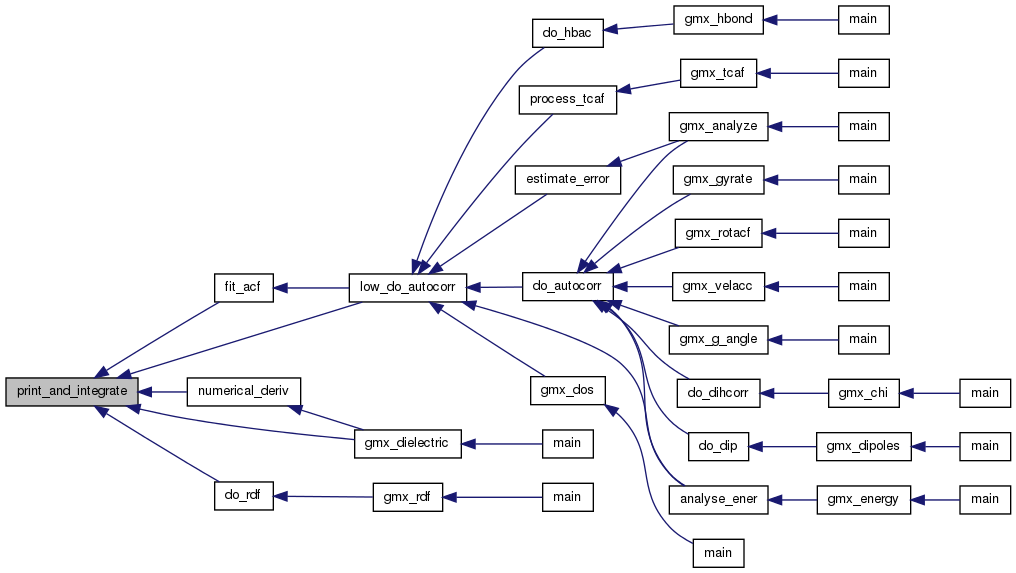 do_hbac
gmx_hbond
main
process_tcaf
gmx_tcaf
main
gmx_analyze
main
estimate_error
gmx_gyrate
main
gmx_rotacf
main
fit_acf
low_do_autocorr
do_autocorr
gmx_velacc
main
gmx_g_angle
main
print_and_integrate
numerical_deriv
gmx_dos
do_dihcorr
gmx_chi
main
gmx_dielectric
main
do_dip
gmx_dipoles
main
do_rdf
gmx_rdf
main
analyse_ener
gmx_energy
main
main